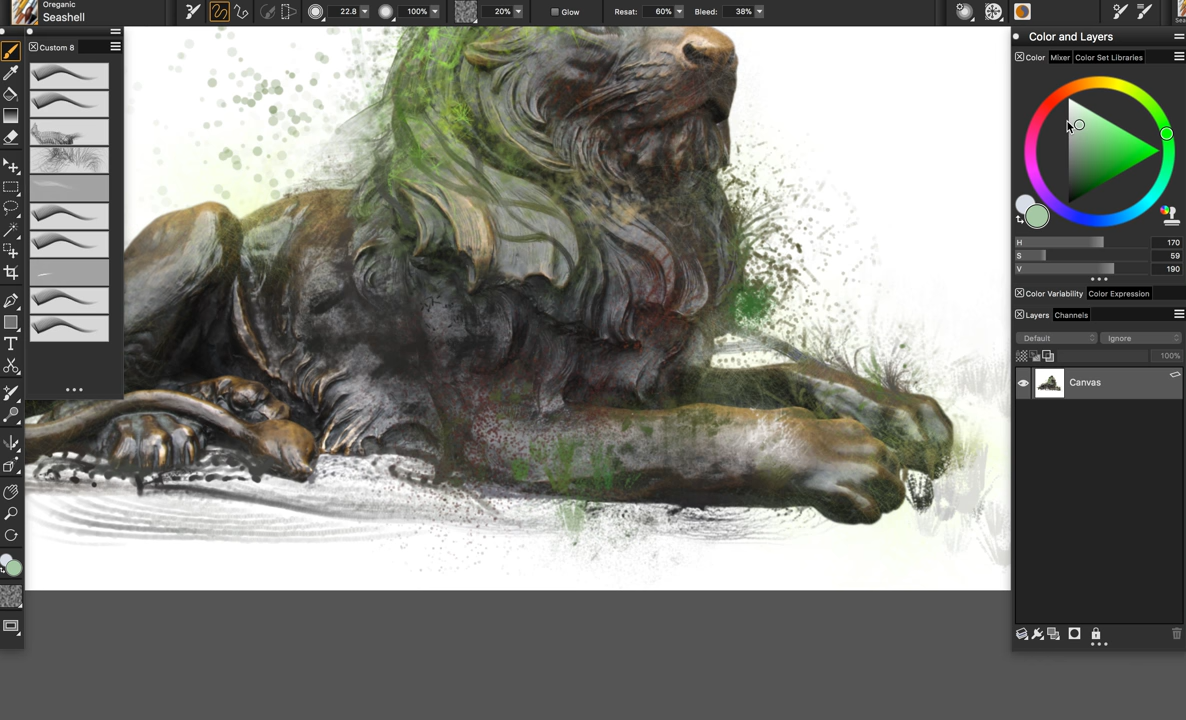 Oreganic
Seashell
22.8
100%
20%
Glow
Resat: 60%
Bleed: 38%
Custom 8
Color and Layers
Color Mixer Color Set Libraries
H 170
S 59
V 190
Color Variability Color Expression
Layers Channels
Default Ignore
100%
Canvas
T